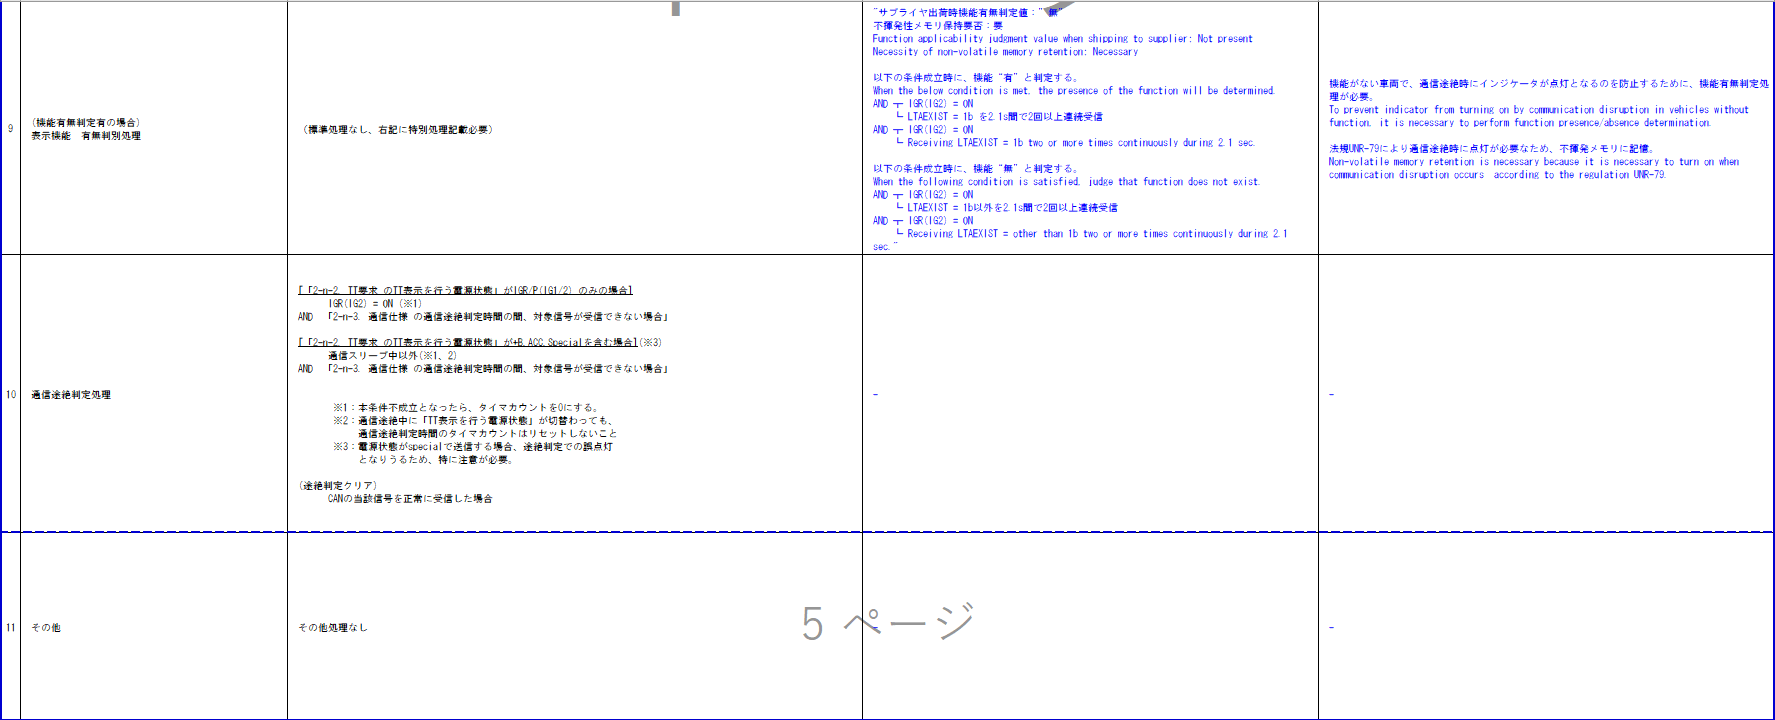 9
(機能有無判定有の場合)
表示機能　有無判別処理
(標準処理なし、右記に特別処理記載必要)
"サプライヤ出荷時機能有無判定値：" 無"
不揮発性メモリ保持要否：要
Function applicability judgment value when shipping to supplier: Not present
Necessity of non-volatile memory retention: Necessary
以下の条件成立時に、機能 "有" と判定する。
When the below condition is met, the presence of the function will be determined.
AND ┬ IGR(IG2) = ON
└ LTAEXIST = 1b を2.1s間で2回以上連続受信
AND ┬ IGR(IG2) = ON
└ Receiving LTAEXIST = 1b two or more times continuously during 2.1 sec.
以下の条件成立時に、機能 "無" と判定する。
When the following condition is satisfied, judge that function does not exist.
AND ┬ IGR(IG2) = ON
└ LTAEXIST = 1b以外を2.1s間で2回以上連続受信
AND ┬ IGR(IG2) = ON
└ Receiving LTAEXIST = other than 1b two or more times continuously during 2.1
sec."
機能がない車両で、通信途絶時にインジケータが点灯となるのを防止するために、機能有無判定処
理が必要。
To prevent indicator from turning on by communication disruption in vehicles without
function, it is necessary to perform function presence/absence determination.
法規UNR-79により通信途絶時に点灯が必要なため、不揮発メモリに記憶。
Non-volatile memory retention is necessary because it is necessary to turn on when
communication disruption occurs according to the regulation UNR-79.
10
通信途絶判定処理
[「2-n-2. TT要求 のTT表示を行う電源状態」がIGR/P(IG1/2) のみの場合]
IGR(IG2) = ON (※1)
AND 「2-n-3. 通信仕様 の通信途絶判定時間の間、対象信号が受信できない場合」
[「2-n-2. TT要求 のTT表示を行う電源状態」が+B,ACC,Specialを含む場合](※3)
通信スリープ中以外(※1、2)
AND 「2-n-3. 通信仕様 の通信途絶判定時間の間、対象信号が受信できない場合」
※1：本条件不成立となったら、タイマカウントを0にする。
※2：通信途絶中に「TT表示を行う電源状態」が切替わっても、
通信途絶判定時間のタイマカウントはリセットしないこと
※3：電源状態がspecialで送信する場合、途絶判定での誤点灯
となりうるため、特に注意が必要。
(途絶判定クリア)
CANの当該信号を正常に受信した場合
-
-
11
その他
その他処理なし
5 ページ
-
-